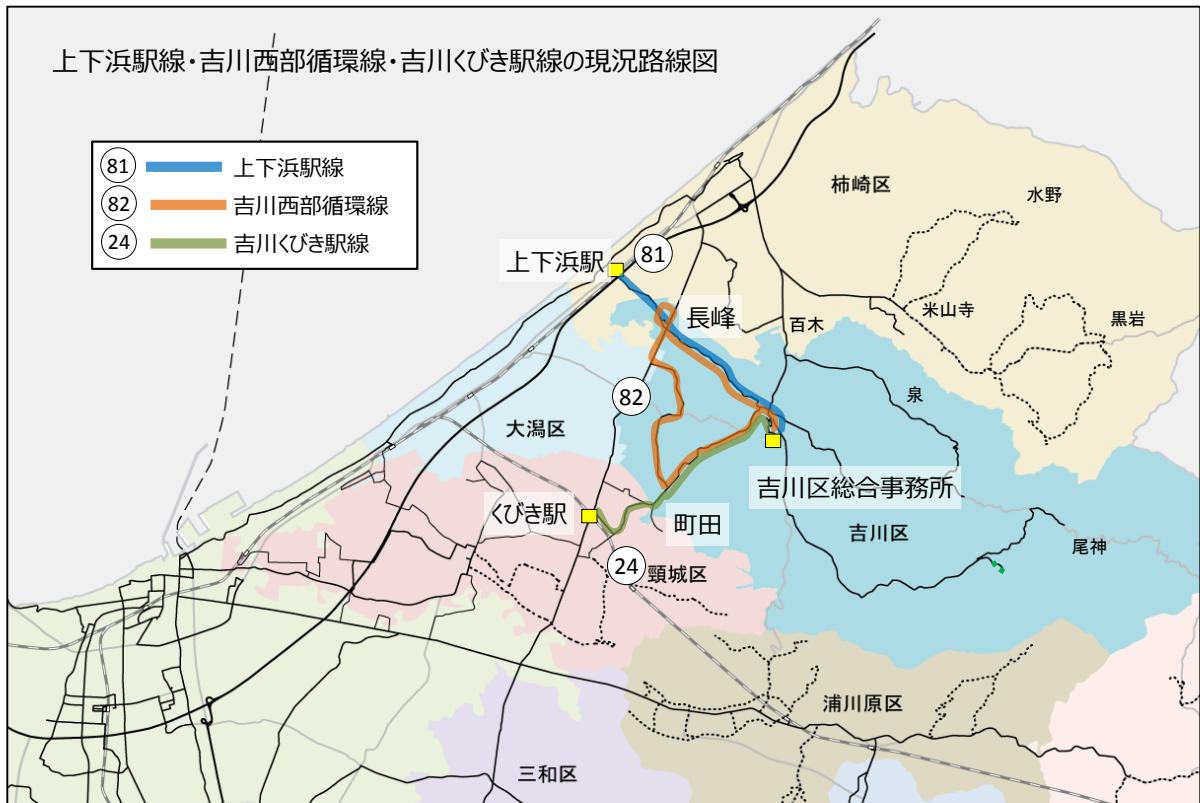 上下浜駅線・吉川西部循環線・吉川くびき駅線の現況路線図
81 上下浜駅線
82 吉川西部循環線
24 吉川くびき駅線
柿崎区
水野
上下浜駅
81
長峰
百木
米山寺
黒岩
82
泉
大潟区
吉川区総合事務所
くびき駅
町田
吉川区
尾神
24
頸城区
浦川原区
三和区